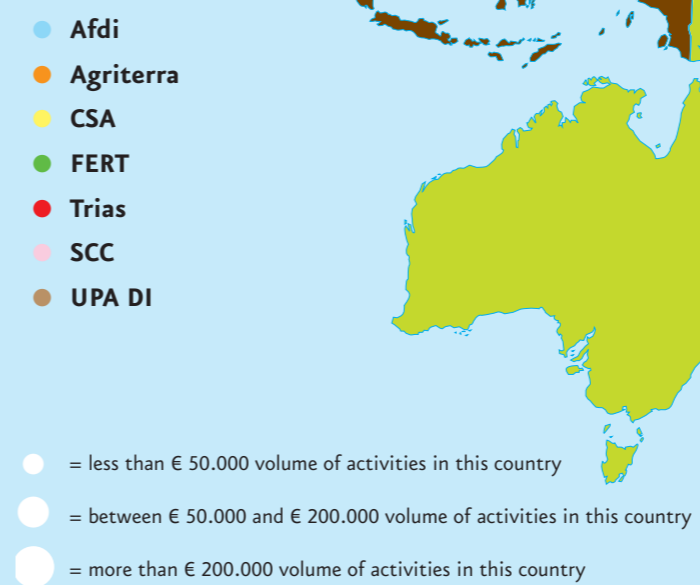 Afdi
Agriterra
CSA
FERT
Trias
SCC
UPA DI
= less than € 50.000 volume of activities in this country
= between € 50.000 and € 200.000 volume of activities in this country
= more than € 200.000 volume of activities in this country